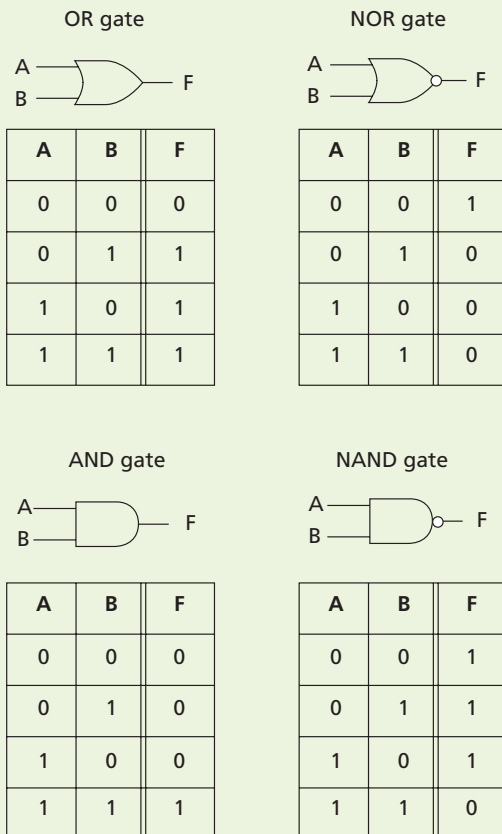 OR gate
A
B
F
A B F
0 0 0
0 1 1
1 0 1
1 1 1
NOR gate
A
B
F
A B F
0 0 1
0 1 0
1 0 0
1 1 0
AND gate
A
B
F
A B F
0 0 0
0 1 0
1 0 0
1 1 1
NAND gate
A
B
F
A B F
0 0 1
0 1 1
1 0 1
1 1 0